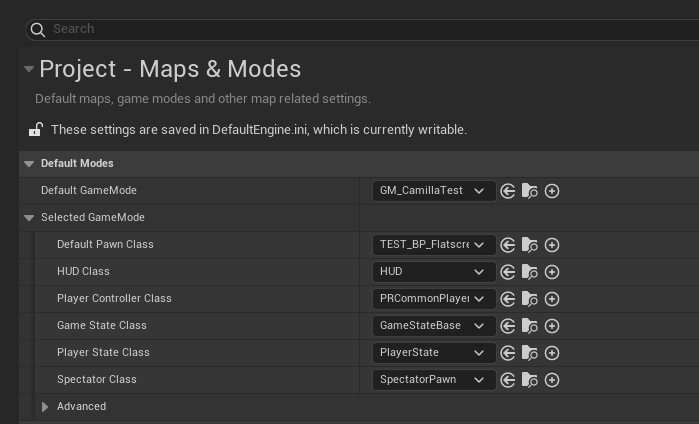 Search
Project - Maps & Modes
Default maps, game modes and other map related settings.
These settings are saved in DefaultEngine.ini, which is currently writable.
Default Modes
Default GameMode GM_CamillaTest
Selected GameMode
Default Pawn Class TEST_BP_Flatscre
HUD Class HUD
Player Controller Class PRCommonPlayer
Game State Class GameStateBase
Player State Class PlayerState
Spectator Class SpectatorPawn
Advanced